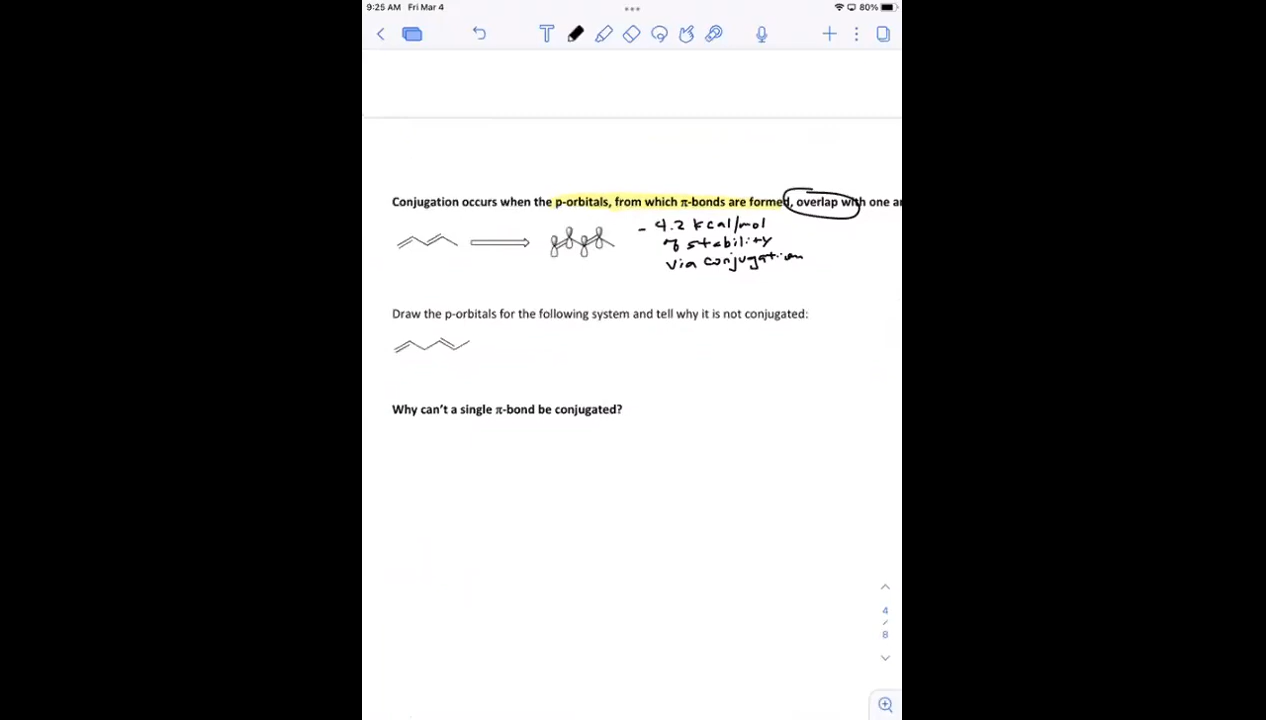 9:25 AM Fri Mar 4
80%
Conjugation occurs when the p-orbitals, from which π-bonds are formed, overlap with one
- 4.2 kcal/mol
of stability
via conjugation
Draw the p-orbitals for the following system and tell why it is not conjugated:
Why can't a single π-bond be conjugated?
4
/
8